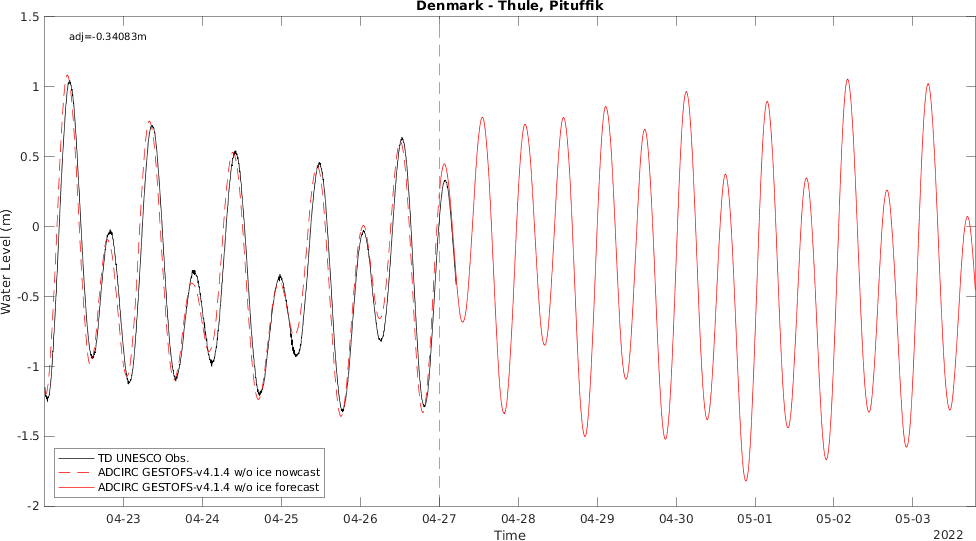 Denmark - Thule, Pituffik
adj=-0.34083m
Water Level (m)
1.5
1
0.5
0
-0.5
-1
-1.5
-2
TD UNESCO Obs.
ADCIRC GESTOFS-v4.1.4 w/o ice nowcast
ADCIRC GESTOFS-v4.1.4 w/o ice forecast
04-23 04-24 04-25 04-26 04-27 04-28 04-29 04-30 05-01 05-02 05-03
Time
2022